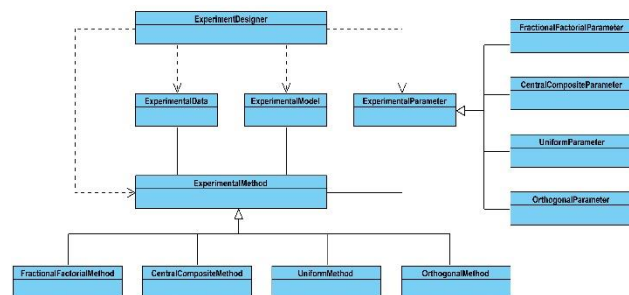 ExperimentDesigner
FractionalFactorialParameter
CentralCompositeParameter
ExperimentalData
ExperimentalModel
ExperimentalParameter
UniformParameter
ExperimentalMethod
OrthogonalParameter
FractionalFactorialMethod
CentralCompositeMethod
UniformMethod
OrthogonalMethod